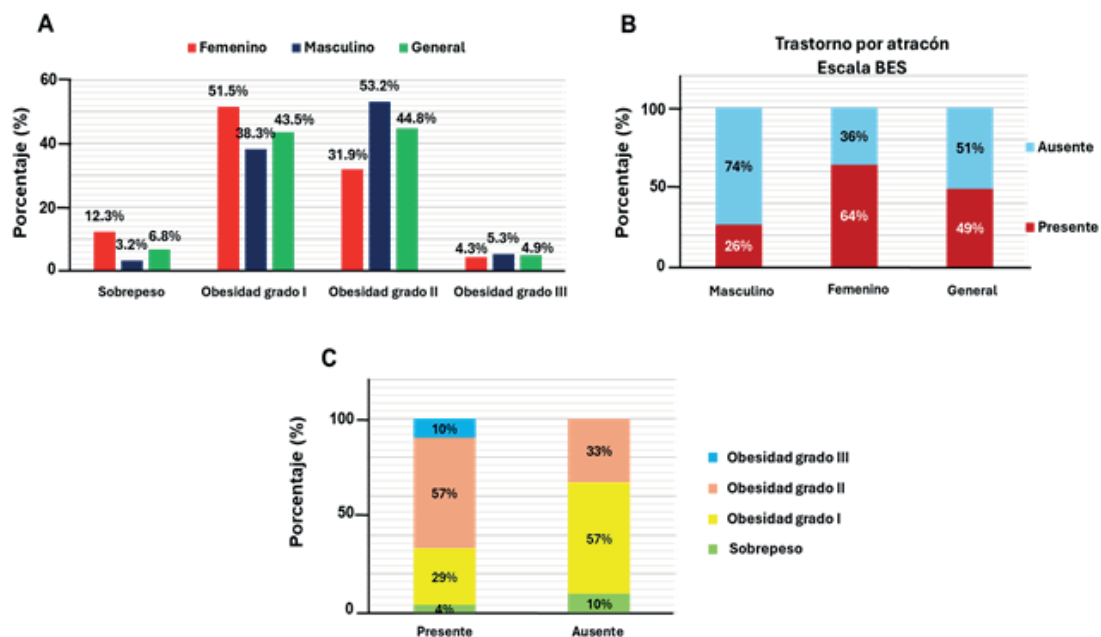 A
Femenino Masculino General
Porcentaje (%)
60
40
20
0
12.3% 3.2% 6.8%
51.5% 38.3% 43.5%
31.9% 53.2% 44.8%
4.3% 5.3% 4.9%
Sobrepeso Obesidad grado I Obesidad grado II Obesidad grado III
B
Trastorno por atracón
Escala BES
Porcentaje (%)
100
50
0
74% 36% 51%
26% 64% 49%
Ausente
Presente
Masculino Femenino General
C
Porcentaje (%)
100
50
0
10%
57%
29%
4%
33%
57%
10%
Obesidad grado III
Obesidad grado II
Obesidad grado I
Sobrepeso
Presente Ausente